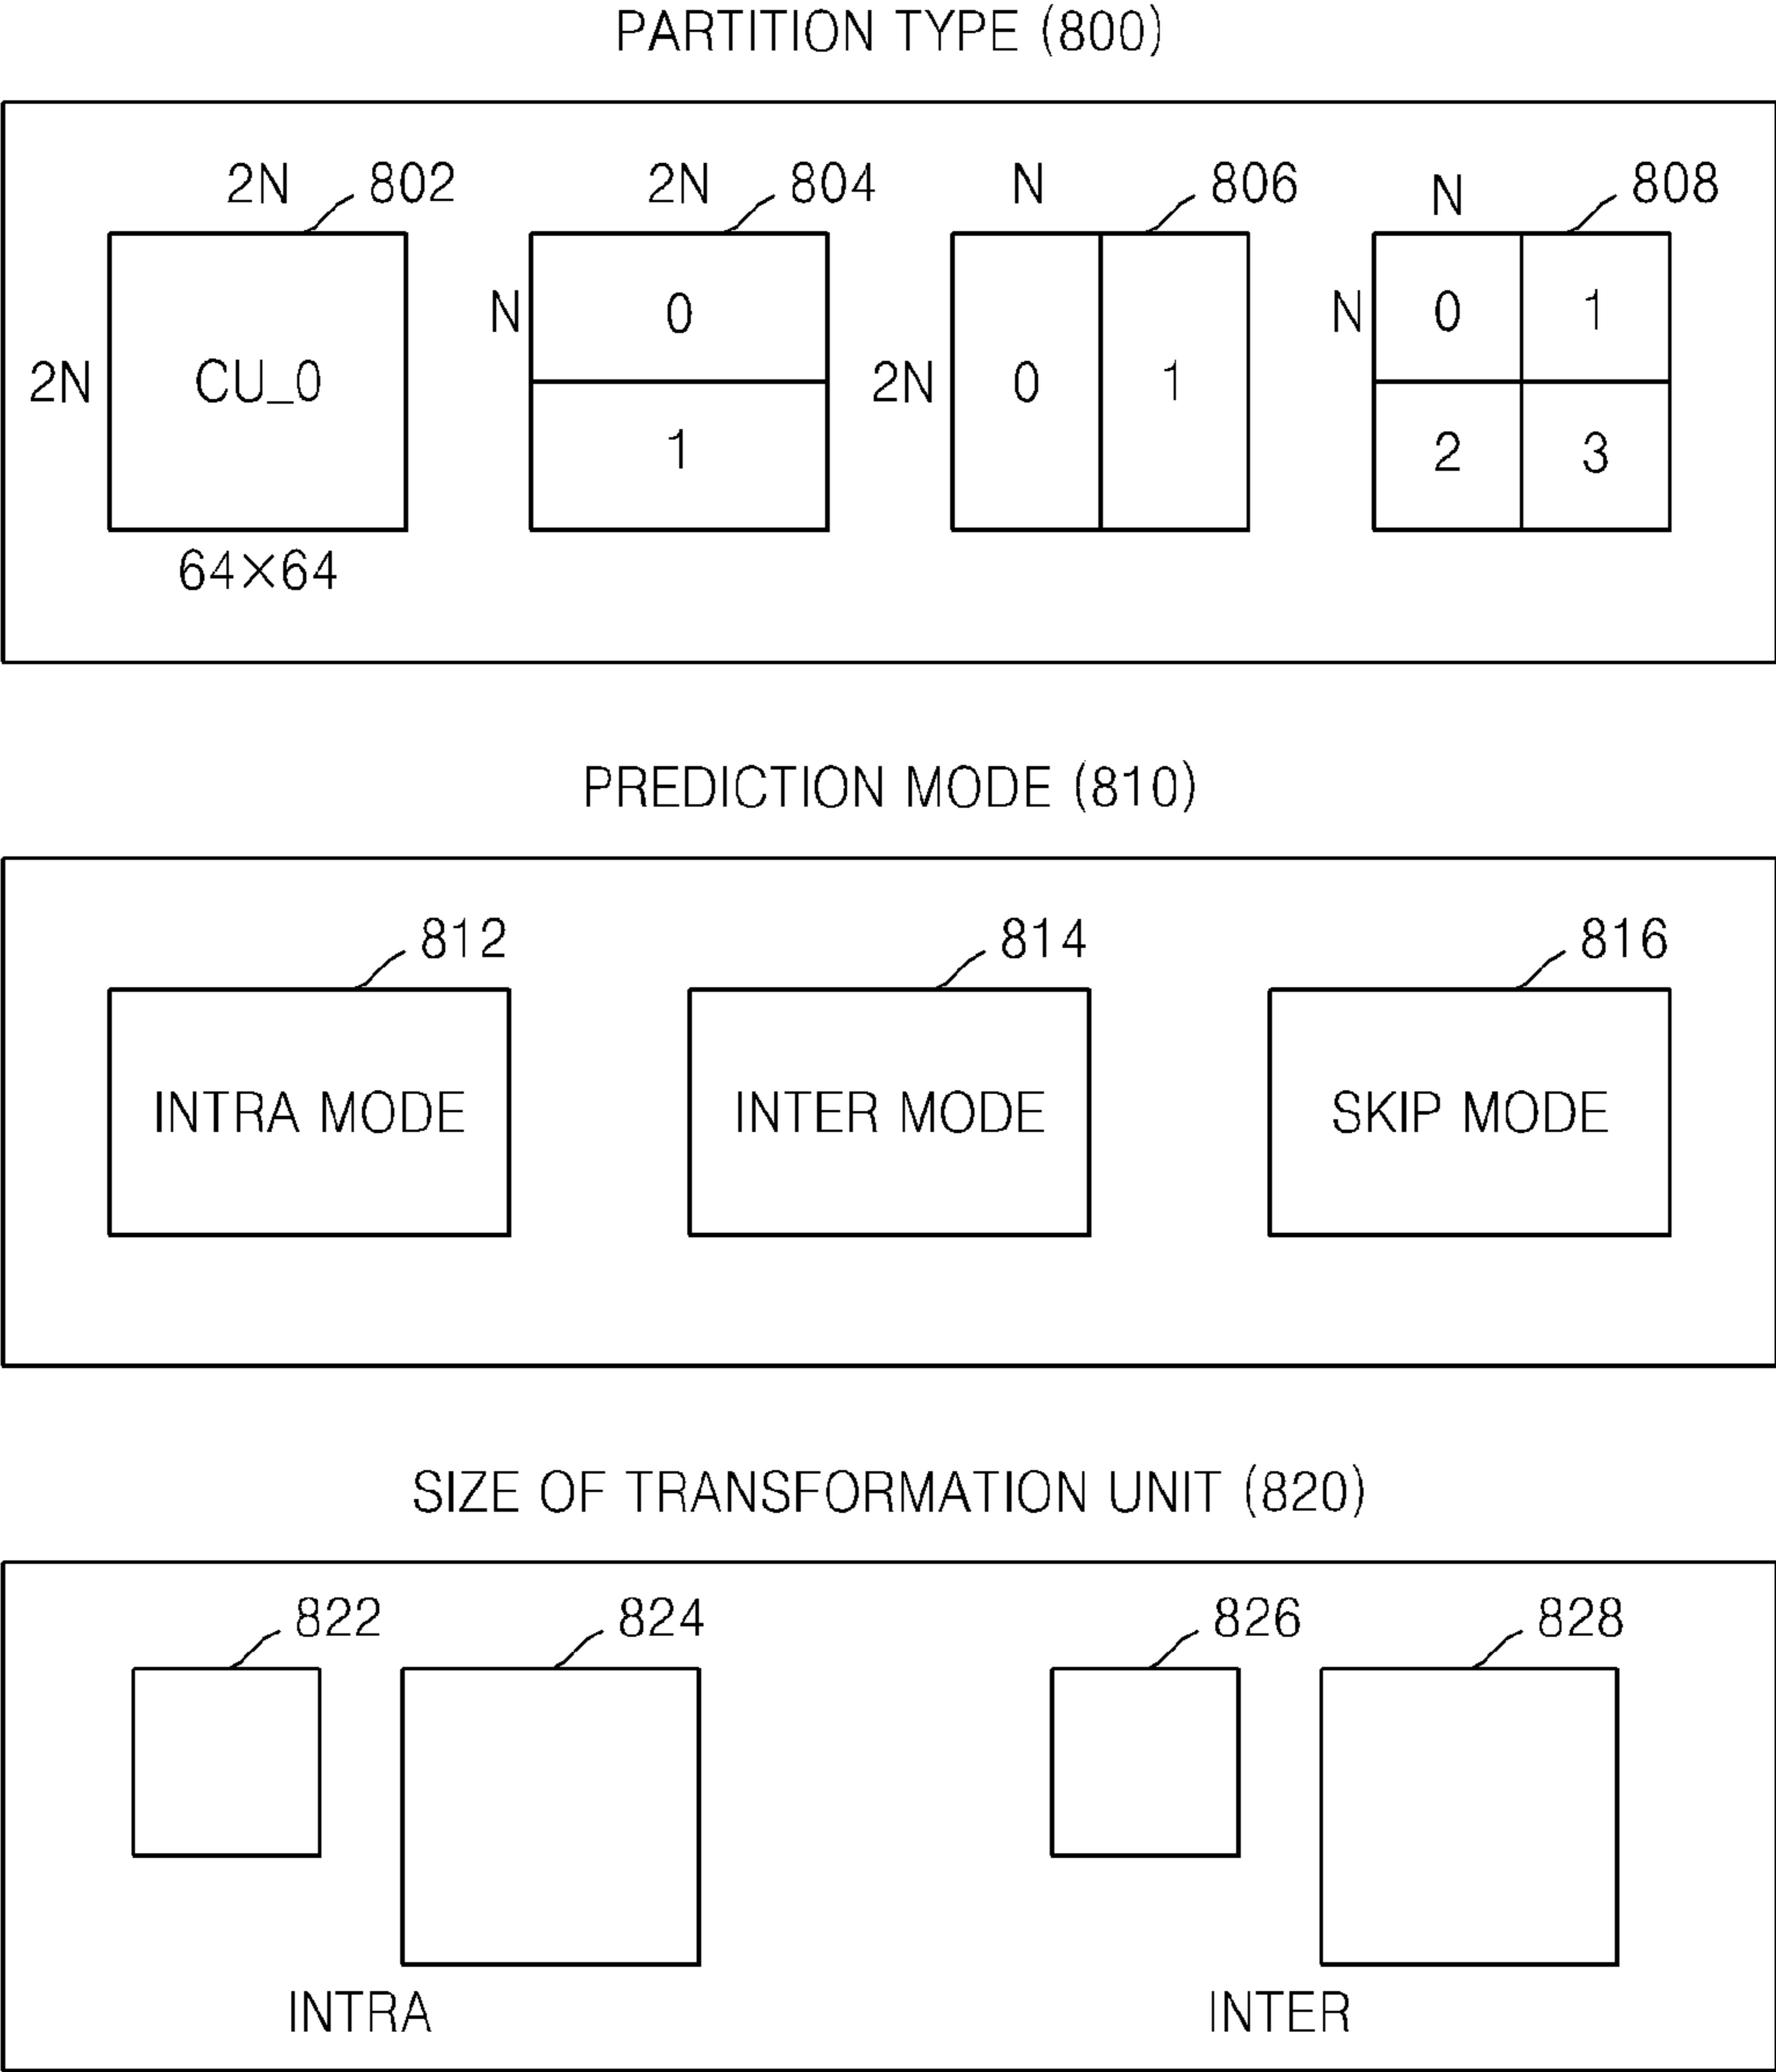 PARTITION TYPE (800)
2N 802 2N 804 N 806 N 808
N 0 N 0 1
2N CU_0 2N 0 1
1 2 3
64×64
PREDICTION MODE (810)
812 814 816
INTRA MODE INTER MODE SKIP MODE
SIZE OF TRANSFORMATION UNIT (820)
822 824 826 828
INTRA INTER